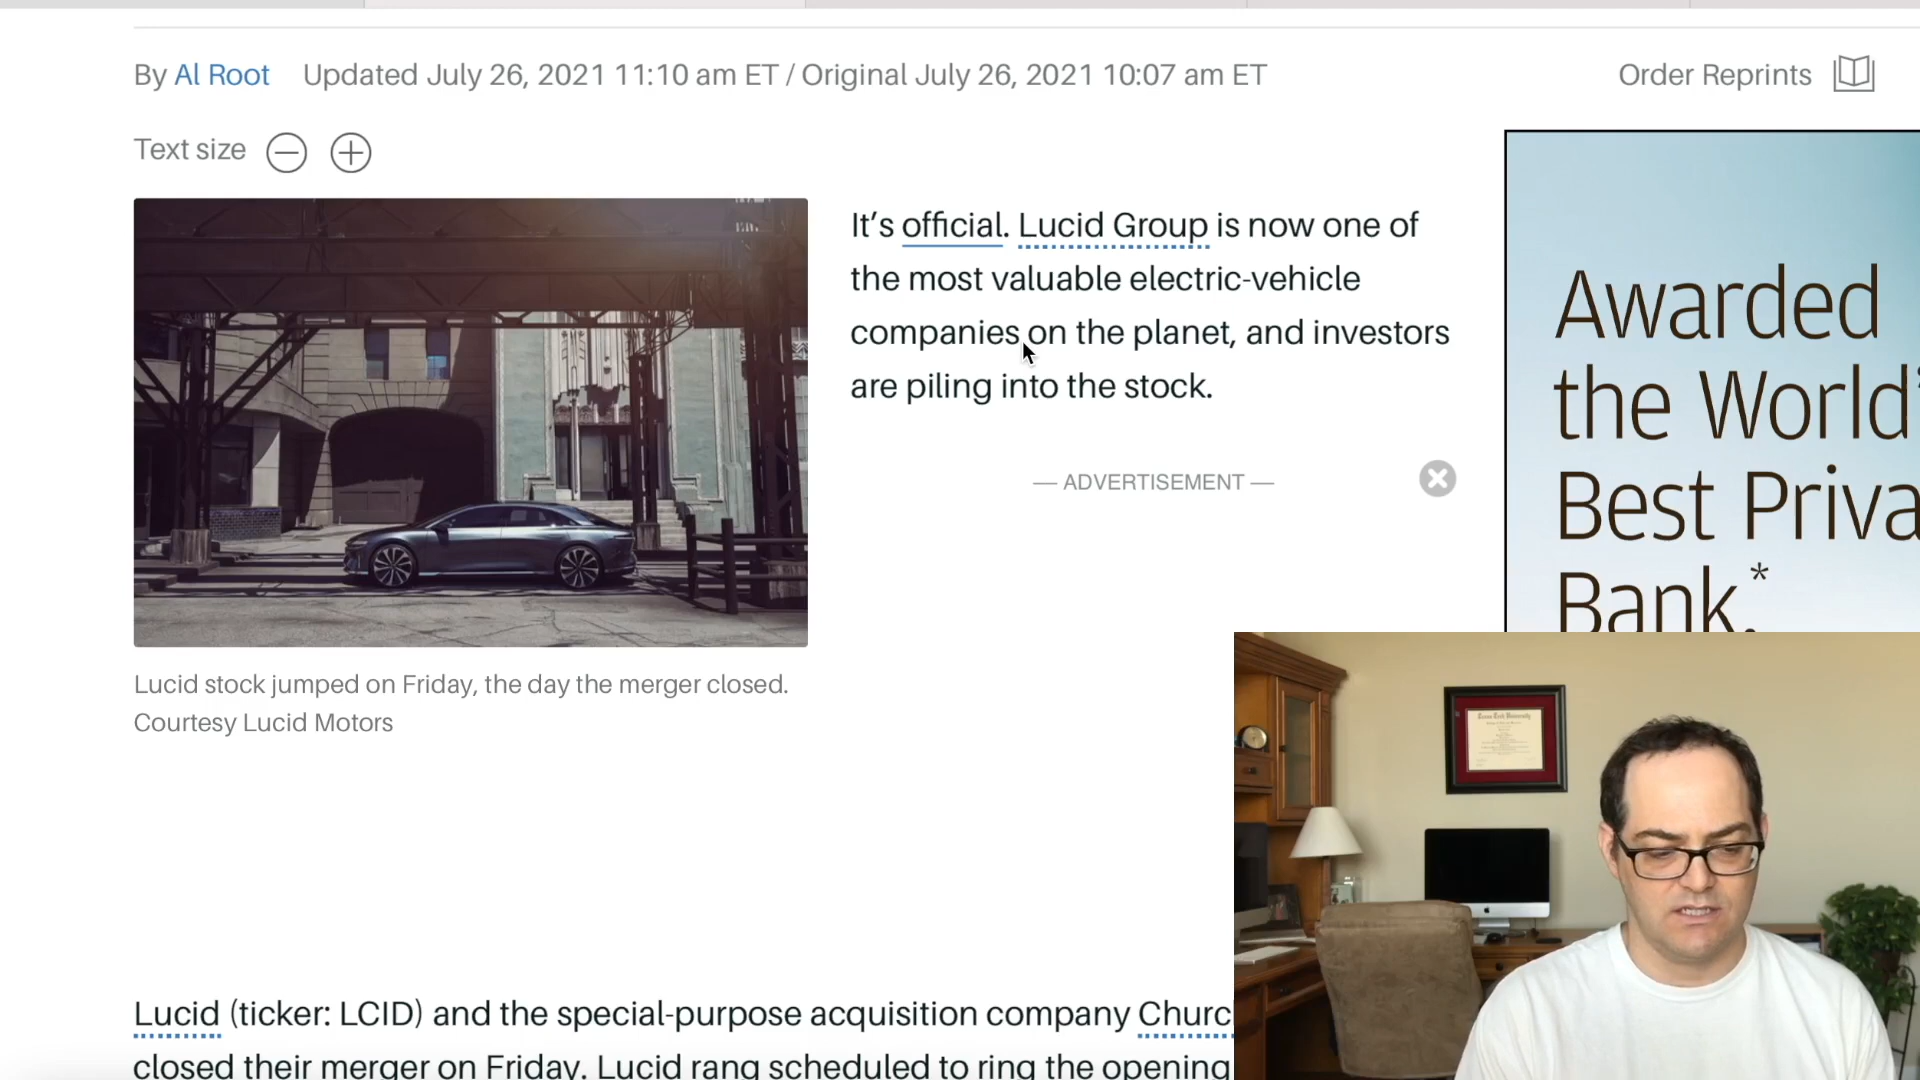 By Al Root Updated July 26, 2021 11:10 am ET / Original July 26, 2021 10:07 am ET
Order Reprints
Text size
It’s official. Lucid Group is now one of
the most valuable electric-vehicle
companies on the planet, and investors
are piling into the stock.
— ADVERTISEMENT —
Lucid stock jumped on Friday, the day the merger closed.
Courtesy Lucid Motors
Awarded
the World’
Best Priva
Bank.*
Texas Tech University
Lucid (ticker: LCID) and the special-purpose acquisition company Churc
closed their merger on Friday. Lucid rang scheduled to ring the opening